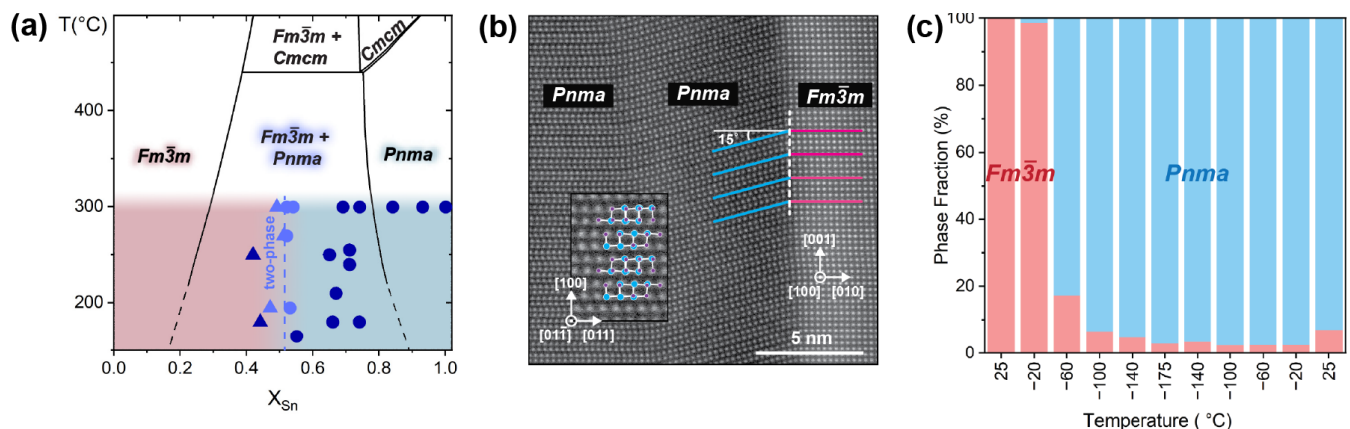 (a)
T(°C)
Fm3̅m +
Cmcm
Cmcm
400
Fm3̅m
Fm3̅m +
Pnma
Pnma
300
two-phase
200
0.0 0.2 0.4 0.6 0.8 1.0
X_Sn
(b)
Pnma
Pnma
Fm3̅m
15°
[100]
[011̅] [011]
[001]
[100] [010]
5 nm
(c)
100
80
60
40
20
0
Phase Fraction (%)
Fm3̅m
Pnma
25 −20 −60 −100 −140 −175 −140 −100 −60 −20 25
Temperature ( °C)